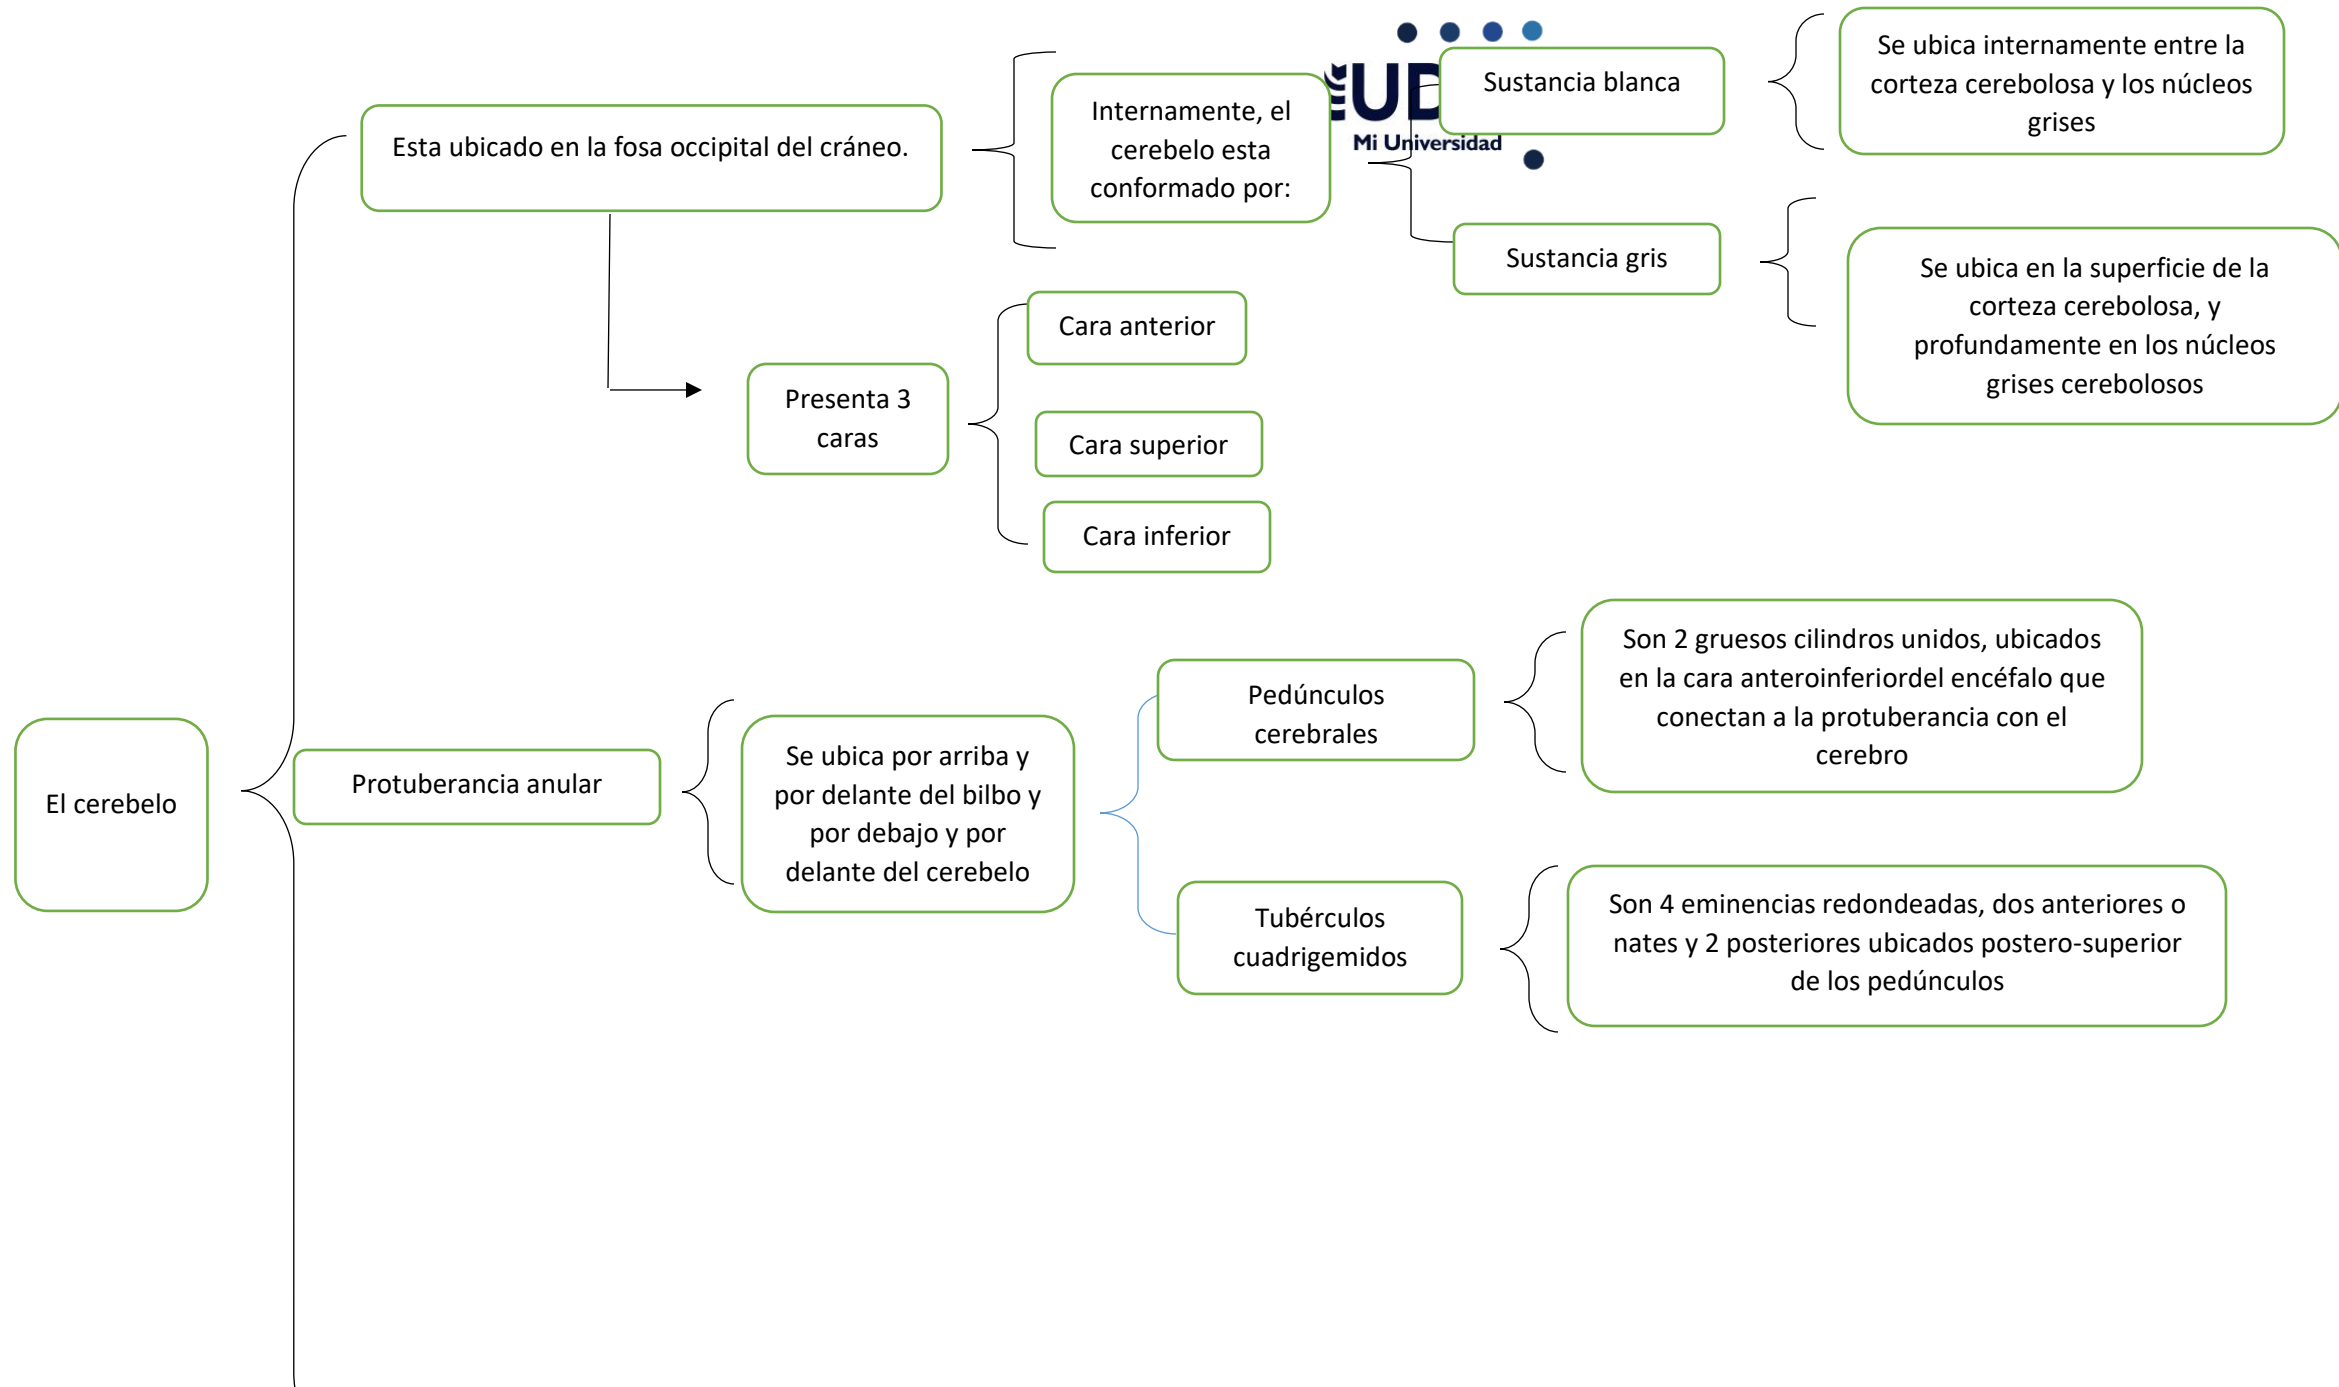 Esta ubicado en la fosa occipital del cráneo.
Internamente, el
cerebelo esta
conformado por:
Mi Universidad
Sustancia blanca
Se ubica internamente entre la
corteza cerebolosa y los núcleos
grises
Sustancia gris
Se ubica en la superficie de la
corteza cerebolosa, y
profundamente en los núcleos
grises cerebolosos
Presenta 3
caras
Cara anterior
Cara superior
Cara inferior
El cerebelo
Protuberancia anular
Se ubica por arriba y
por delante del bilbo y
por debajo y por
delante del cerebelo
Pedúnculos
cerebrales
Son 2 gruesos cilindros unidos, ubicados
en la cara anteroinferiordel encéfalo que
conectan a la protuberancia con el
cerebro
Tubérculos
cuadrigemidos
Son 4 eminencias redondeadas, dos anteriores o
nates y 2 posteriores ubicados postero-superior
de los pedúnculos